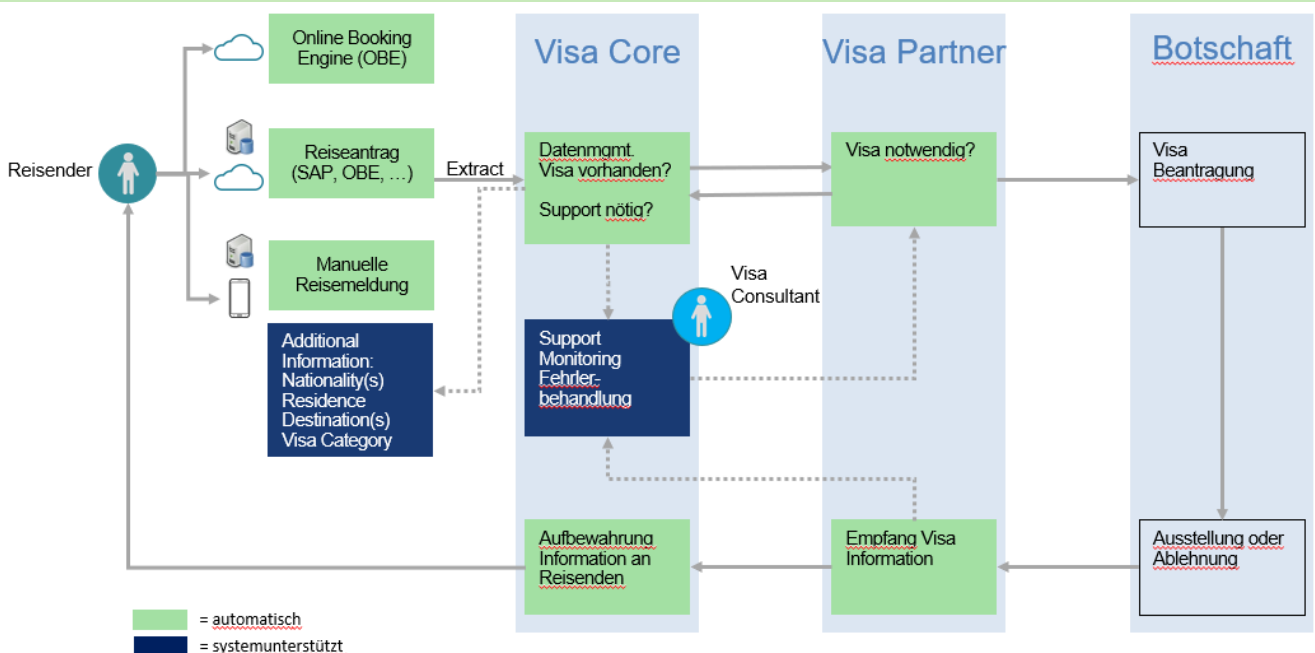 Visa Core
Visa Partner
Botschaft
Online Booking
Engine (OBE)
Reisender
Reiseantrag
(SAP, OBE, ...)
Extract
Datenmgmt.
Visa vorhanden?
Support nötig?
Visa notwendig?
Visa
Beantragung
Manuelle
Reisemeldung
Visa
Consultant
Additional
Information:
Nationality(s)
Residence
Destination(s)
Visa Category
Support
Monitoring
Fehrler-
behandlung
Aufbewahrung
Information an
Reisenden
Empfang Visa
Information
Ausstellung oder
Ablehnung
= automatisch
= systemunterstützt